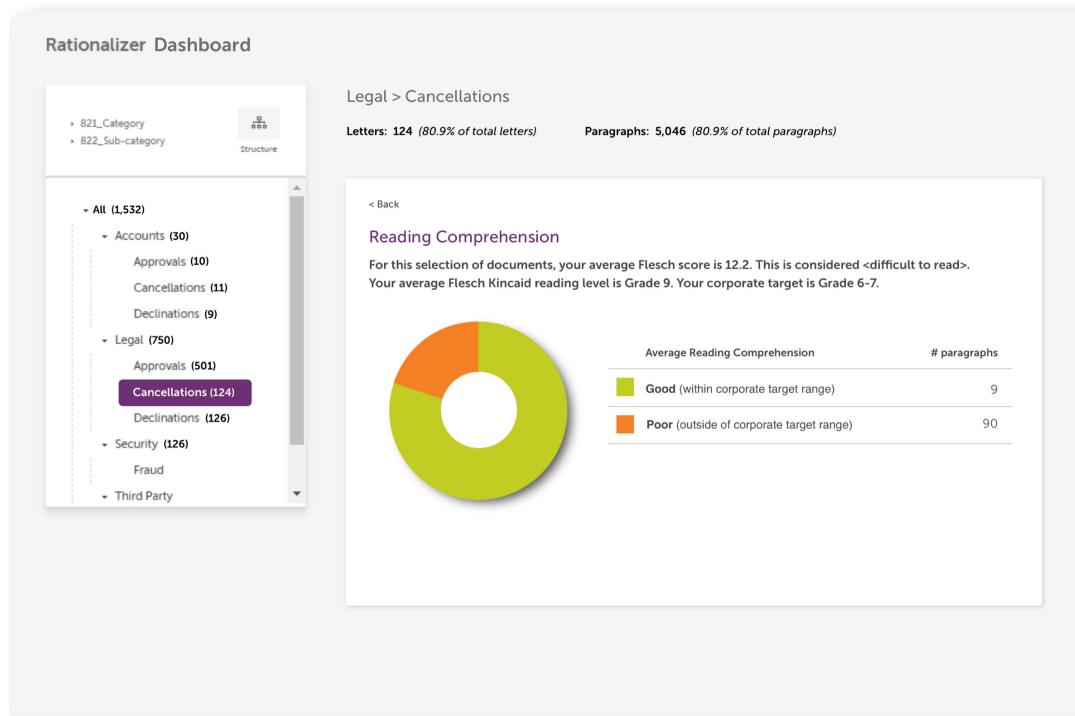 Rationalizer Dashboard
821_Category
822_Sub-category
Structure
All (1,532)
Accounts (30)
Approvals (10)
Cancellations (11)
Declinations (9)
Legal (750)
Approvals (501)
Cancellations (124)
Declinations (126)
Security (126)
Fraud
Third Party
Legal > Cancellations
Letters: 124 (80.9% of total letters) Paragraphs: 5,046 (80.9% of total paragraphs)
< Back
Reading Comprehension
For this selection of documents, your average Flesch score is 12.2. This is considered <difficult to read>.
Your average Flesch Kincaid reading level is Grade 9. Your corporate target is Grade 6-7.
Average Reading Comprehension # paragraphs
Good (within corporate target range) 9
Poor (outside of corporate target range) 90